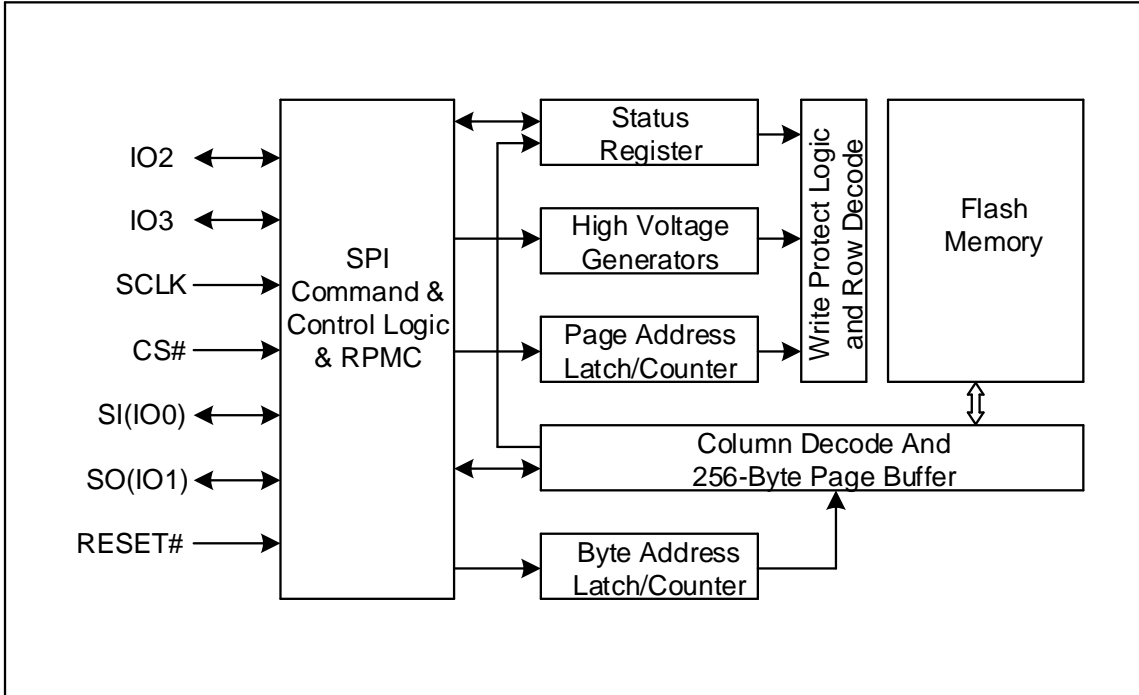 IO2
IO3
SCLK
CS#
SI(IO0)
SO(IO1)
RESET#
SPI
Command &
Control Logic
& RPMC
Status
Register
High Voltage
Generators
Page Address
Latch/Counter
Write Protect Logic
and Row Decode
Flash
Memory
Column Decode And
256-Byte Page Buffer
Byte Address
Latch/Counter